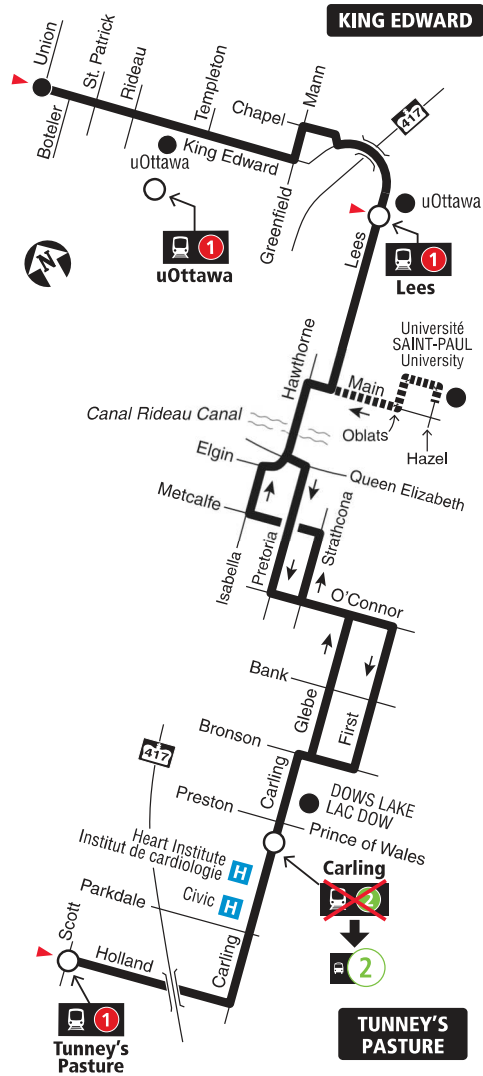 KING EDWARD
Union
St. Patrick
Rideau
Templeton
Mann
Chapel
417
Boteler
King Edward
uOttawa
Greenfield
uOttawa
1
uOttawa
N
Lees
1
Lees
Université
SAINT-PAUL
University
Hawthorne
Main
Oblats
Hazel
Canal Rideau Canal
Elgin
Queen Elizabeth
Metcalfe
Isabella
Pretoria
Strathcona
O'Connor
Bank
Glebe
First
Bronson
417
Carling
DOWS LAKE
LAC DOW
Preston
Prince of Wales
Heart Institute
Institut de cardiologie
H
Carling
2
Civic
H
Parkdale
2
Scott
Holland
Carling
1
Tunney's
Pasture
TUNNEY'S
PASTURE